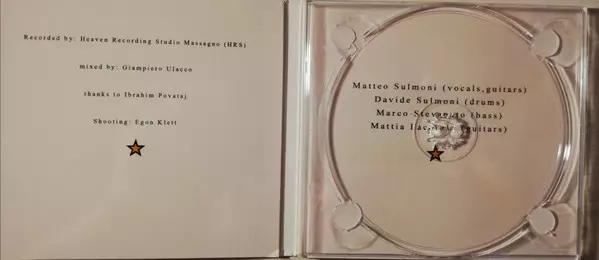 Recorded by: Heaven Recording Studio Massagno (HRS)
mixed by: Giampiero Ulacco
thanks to Ibrahim Povataj
Shooting: Egon Klett
Matteo Sulmoni (vocals,guitars)
Davide Sulmoni (drums)
Marco (bass)
Mattia (guitars)